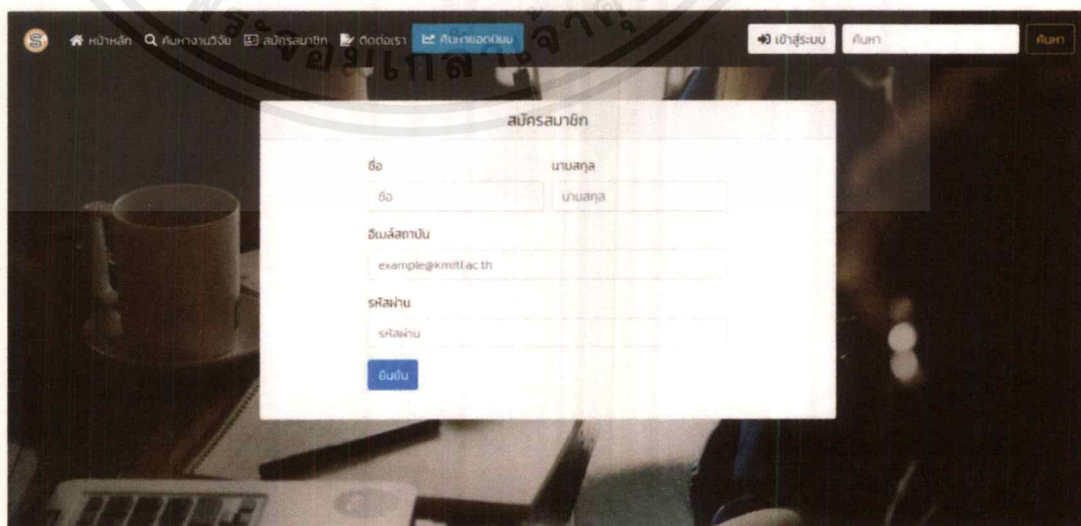 หน้าหลัก ค้นหางานวิจัย สมัครสมาชิก ติดต่อเรา ค้นหายอดนิยม เข้าสู่ระบบ ค้นหา ค้นหา
สมัครสมาชิก
ชื่อ นามสกุล
ชื่อ นามสกุล
อีเมล์สถาบัน
example@kmitl.ac.th
รหัสผ่าน
รหัสผ่าน
ยืนยัน